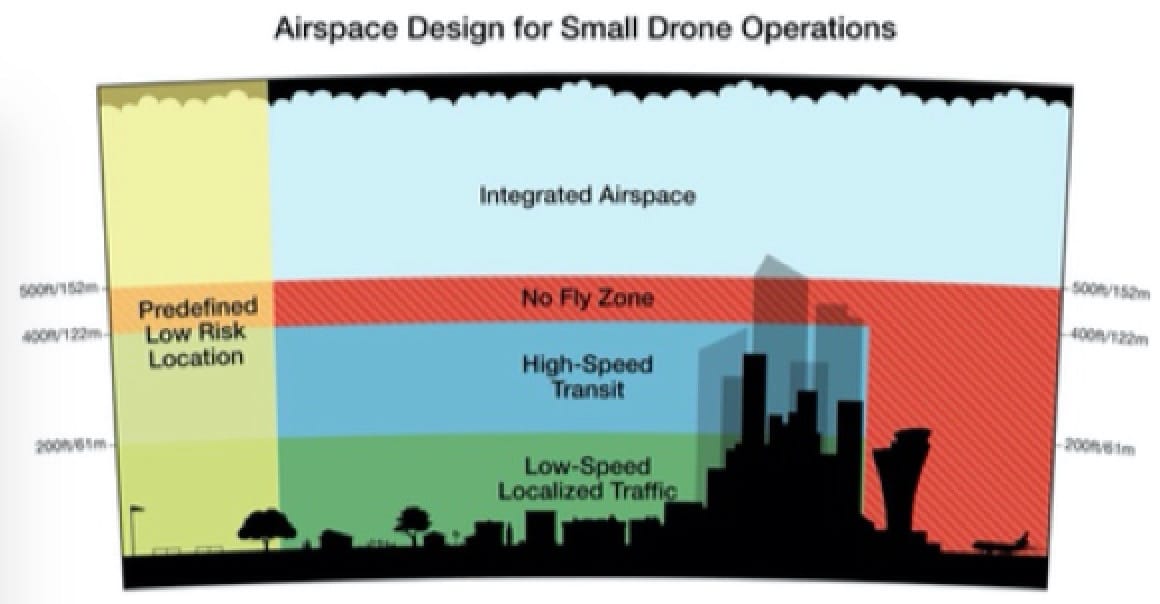 Airspace Design for Small Drone Operations
Integrated Airspace
500ft/152m
500ft/152m
No Fly Zone
Predefined
Low Risk
Location
400ft/122m
400ft/122m
High-Speed
Transit
200ft/61m
200ft/61m
Low-Speed
Localized Traffic